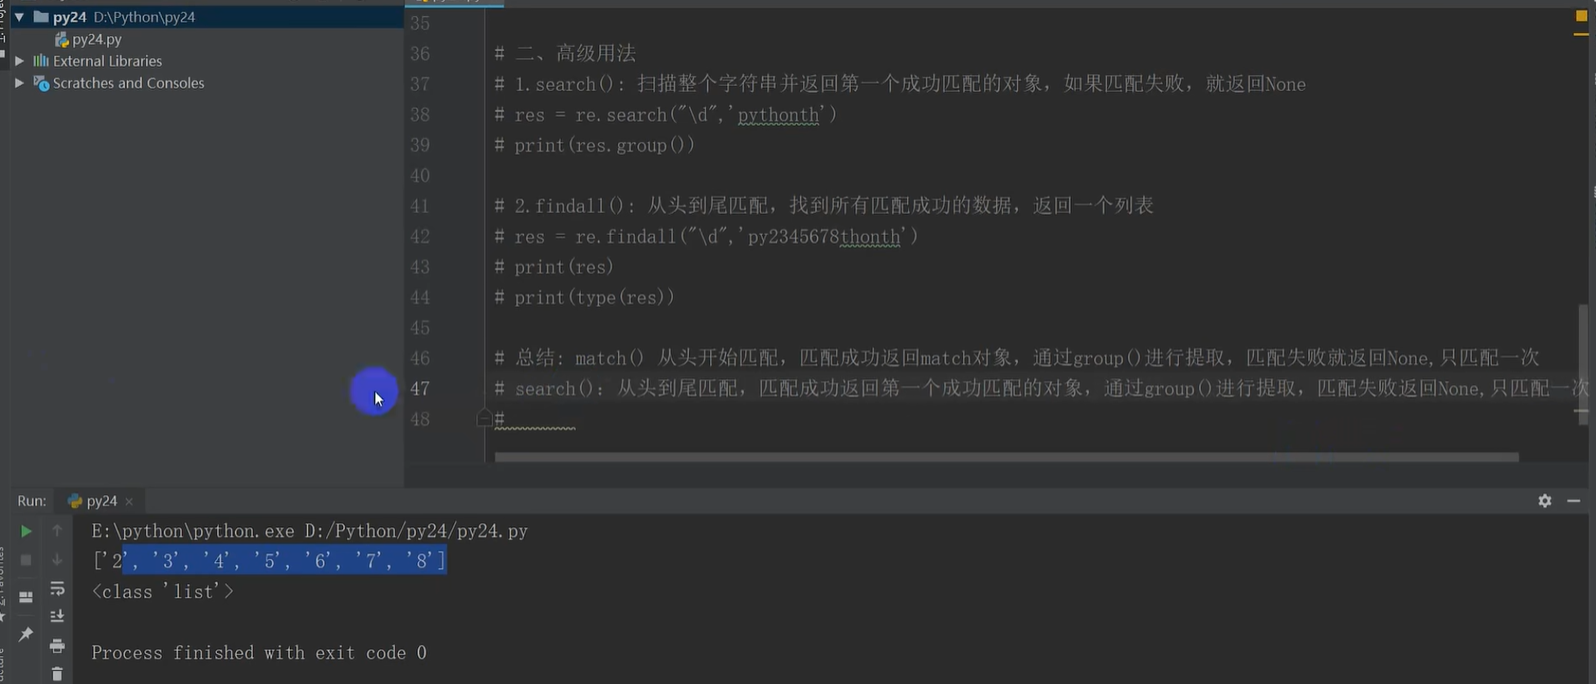 py24 D:\Python\py24
py24.py
External Libraries
Scratches and Consoles
35
36 # 二、高级用法
37 # 1.search(): 扫描整个字符串并返回第一个成功匹配的对象，如果匹配失败，就返回None
38 # res = re.search("\d",'pythonth')
39 # print(res.group())
40
41 # 2.findall(): 从头到尾匹配，找到所有匹配成功的数据，返回一个列表
42 # res = re.findall("\d",'py2345678thonth')
43 # print(res)
44 # print(type(res))
45
46 # 总结: match() 从头开始匹配，匹配成功返回match对象，通过group()进行提取，匹配失败就返回None,只匹配一次
47 # search(): 从头到尾匹配，匹配成功返回第一个成功匹配的对象，通过group()进行提取，匹配失败返回None,只匹配一次
48 #
Run: py24
E:\python\python.exe D:/Python/py24/py24.py
['2', '3', '4', '5', '6', '7', '8']
<class 'list'>
Process finished with exit code 0